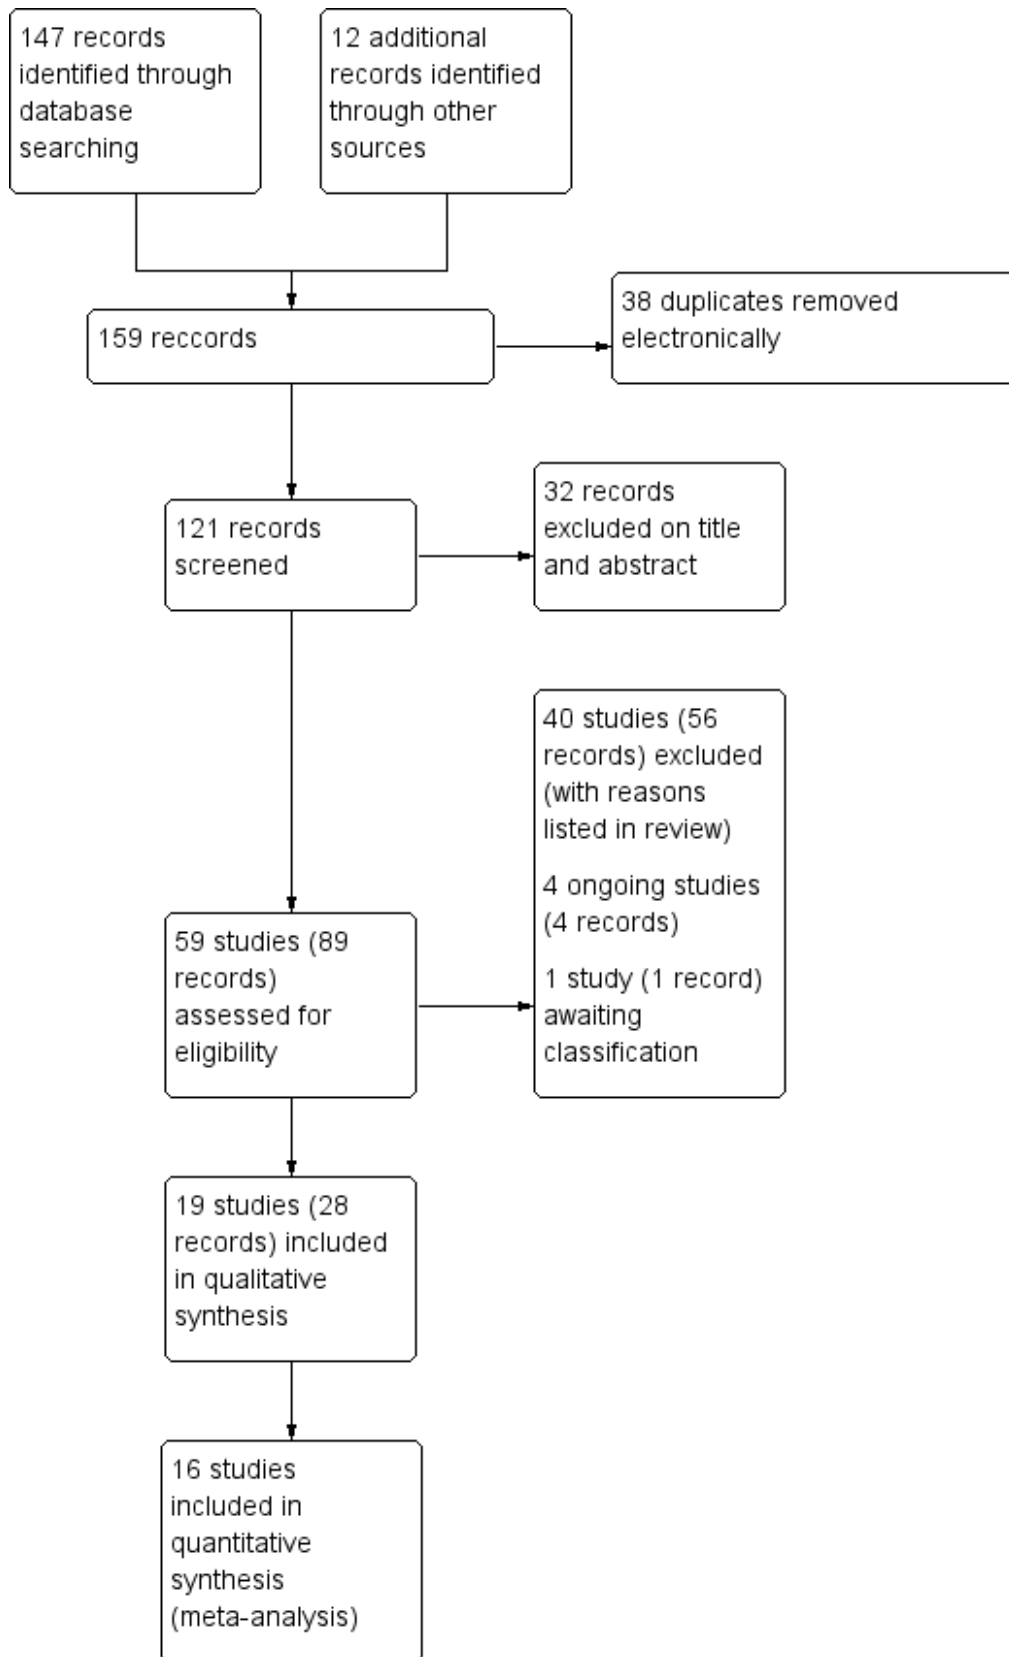 147 records
identified through
database
searching
12 additional
records identified
through other
sources
159 reccords
38 duplicates removed
electronically
121 records
screened
32 records
excluded on title
and abstract
59 studies (89
records)
assessed for
eligibility
40 studies (56
records) excluded
(with reasons
listed in review)
4 ongoing studies
(4 records)
1 study (1 record)
awaiting
classification
19 studies (28
records) included
in qualitative
synthesis
16 studies
included in
quantitative
synthesis
(meta-analysis)